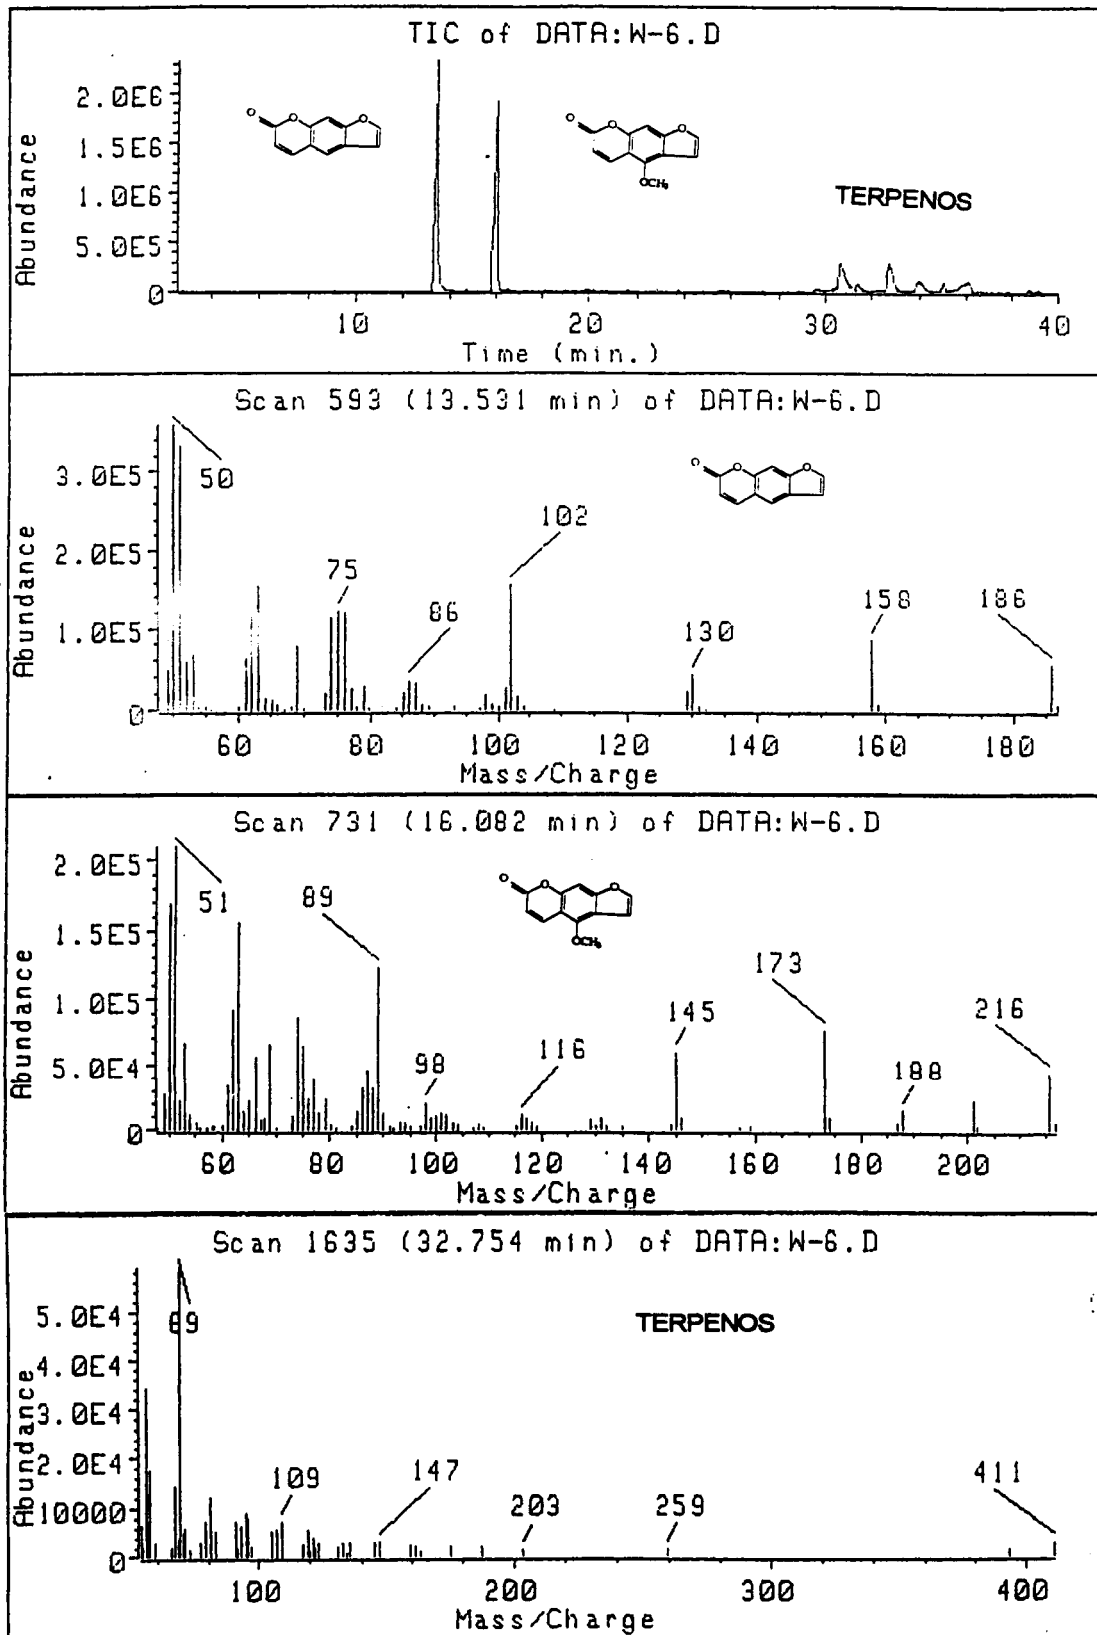 TIC of DATA:W-6.D
Abundance
2.0E6
1.5E6
1.0E6
5.0E5
0
O
O
O
O
O
O
OCH₃
TERPENOS
10
20
30
40
Time (min.)
Scan 593 (13.531 min) of DATA:W-6.D
Abundance
3.0E5
2.0E5
1.0E5
0
50
75
86
102
130
158
186
O
O
O
60
80
100
120
140
160
180
Mass/Charge
Scan 731 (16.082 min) of DATA:W-6.D
Abundance
2.0E5
1.5E5
1.0E5
5.0E4
0
51
89
98
116
145
173
188
216
O
O
O
OCH₃
60
80
100
120
140
160
180
200
Mass/Charge
Scan 1635 (32.754 min) of DATA:W-6.D
Abundance
5.0E4
4.0E4
3.0E4
2.0E4
10000
0
69
109
147
203
259
411
TERPENOS
100
200
300
400
Mass/Charge